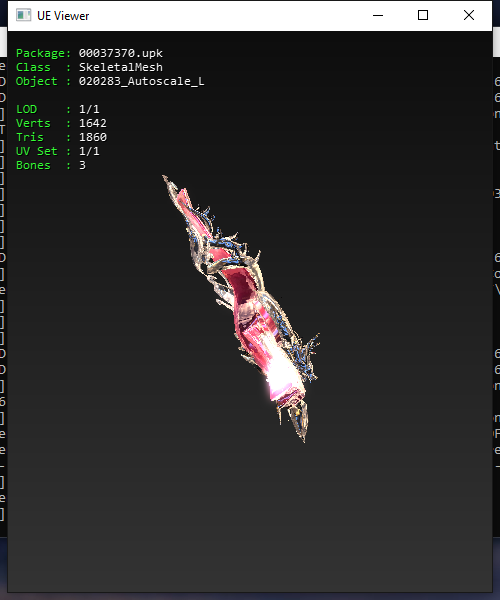 UE Viewer
Package: 00037370.upk
Class : SkeletalMesh
Object : 020283_Autoscale_L
LOD : 1/1
Verts : 1642
Tris : 1860
UV Set : 1/1
Bones : 3